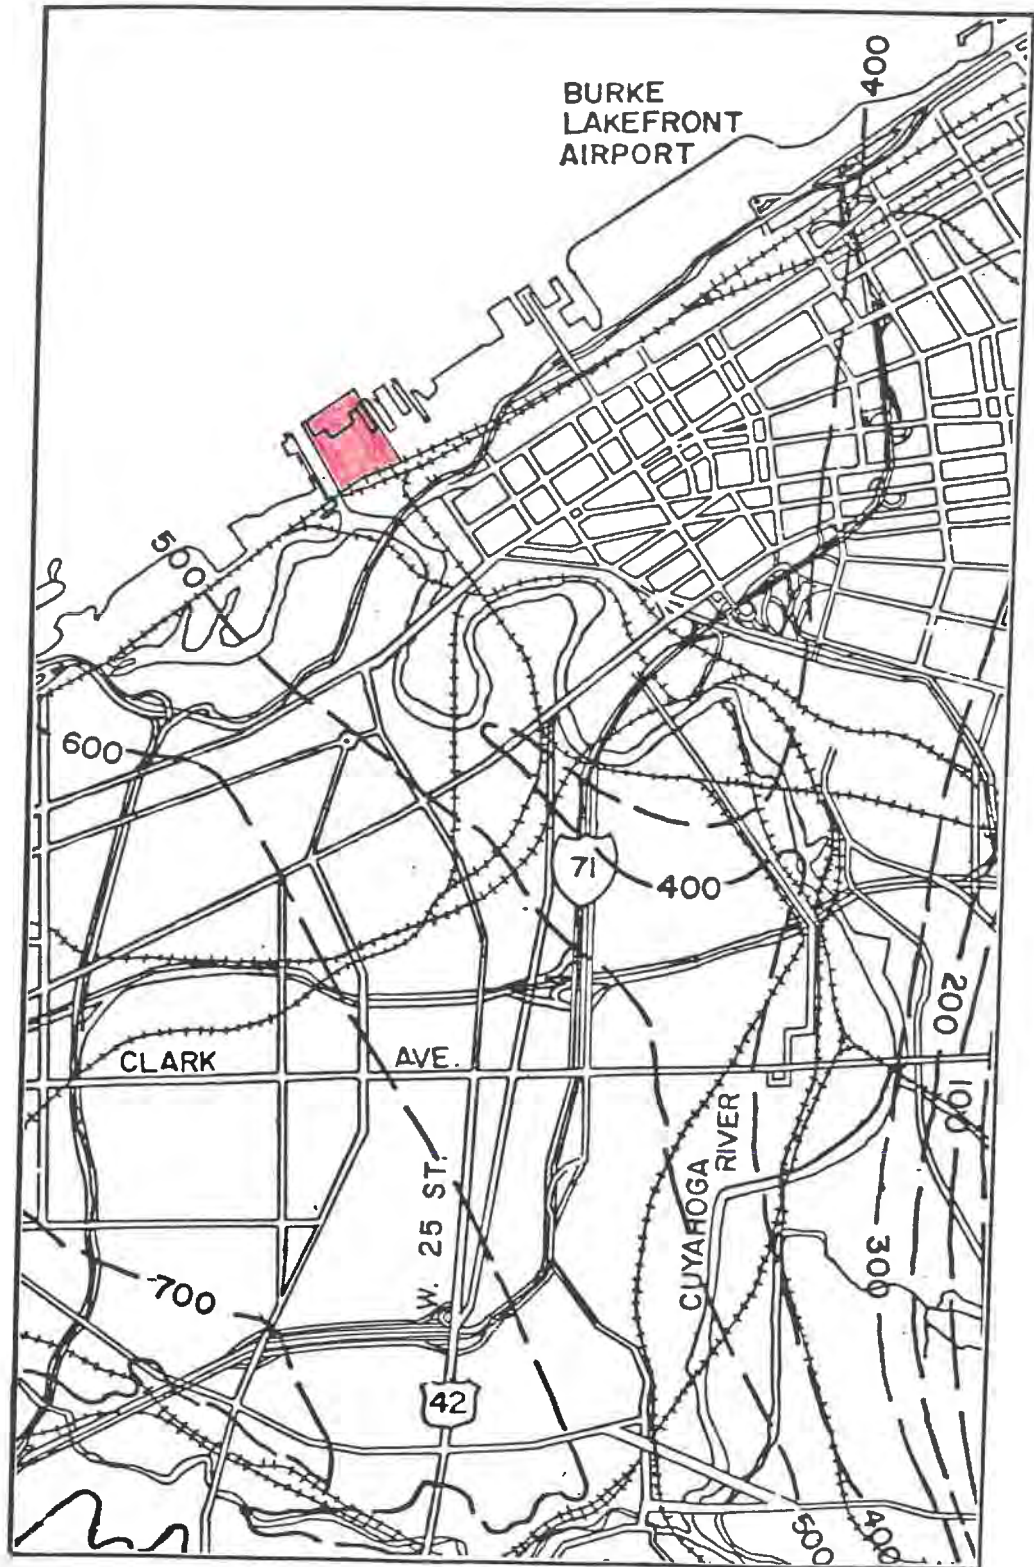 400
BURKE
LAKEFRONT
AIRPORT
500
600
71
400
200
CLARK AVE.
100
CUYAHOGA
RIVER
W. 25 ST.
300
700
42
500
400